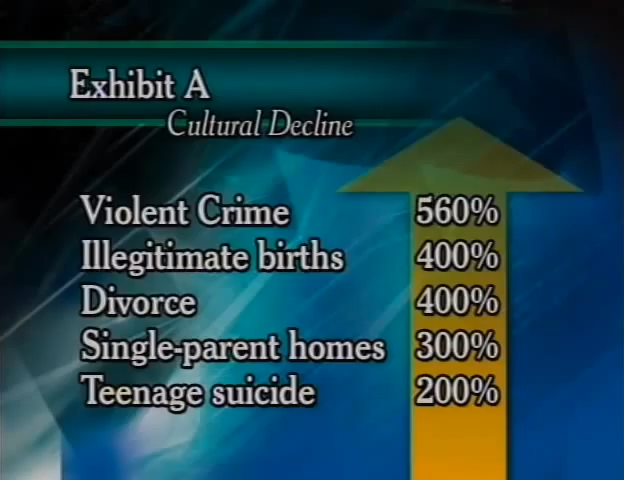 Exhibit A
Cultural Decline
Violent Crime 560%
Illegitimate births 400%
Divorce 400%
Single-parent homes 300%
Teenage suicide 200%